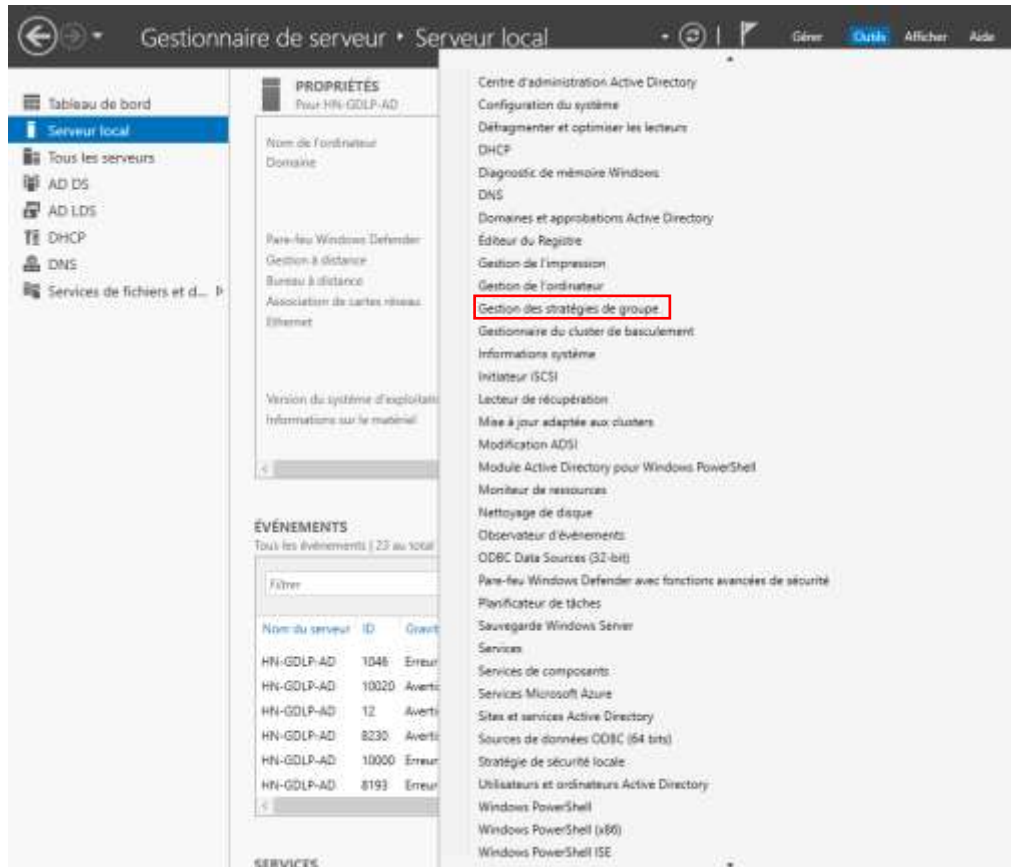 Gestionnaire de serveur • Serveur local
Gérer Outils Afficher Aide
Tableau de bord
Serveur local
Tous les serveurs
AD DS
AD LDS
DHCP
DNS
Services de fichiers et d...
PROPRIÉTÉS
Pour HN-GDLP-AD
Nom de l'ordinateur
Domaine
Pare-feu Windows Defender
Gestion à distance
Bureau à distance
Association de cartes réseau
Ethernet
Version du système d'exploitati
Informations sur le matériel
ÉVÉNEMENTS
Tous les événements | 23 au total
Filtrer
Nom du serveur ID Gravit
HN-GDLP-AD 1046 Erreur
HN-GDLP-AD 10020 Averti
HN-GDLP-AD 12 Averti
HN-GDLP-AD 8230 Averti
HN-GDLP-AD 10000 Erreur
HN-GDLP-AD 8193 Erreur
SERVICES
Centre d'administration Active Directory
Configuration du système
Défragmenter et optimiser les lecteurs
DHCP
Diagnostic de mémoire Windows
DNS
Domaines et approbations Active Directory
Éditeur du Registre
Gestion de l'impression
Gestion de l'ordinateur
Gestion des stratégies de groupe
Gestionnaire du cluster de basculement
Informations système
Initiateur iSCSI
Lecteur de récupération
Mise à jour adaptée aux clusters
Modification ADSI
Module Active Directory pour Windows PowerShell
Moniteur de ressources
Nettoyage de disque
Observateur d'événements
ODBC Data Sources (32-bit)
Pare-feu Windows Defender avec fonctions avancées de sécurité
Planificateur de tâches
Sauvegarde Windows Server
Services
Services de composants
Services Microsoft Azure
Sites et services Active Directory
Sources de données ODBC (64 bits)
Stratégie de sécurité locale
Utilisateurs et ordinateurs Active Directory
Windows PowerShell
Windows PowerShell (x86)
Windows PowerShell ISE